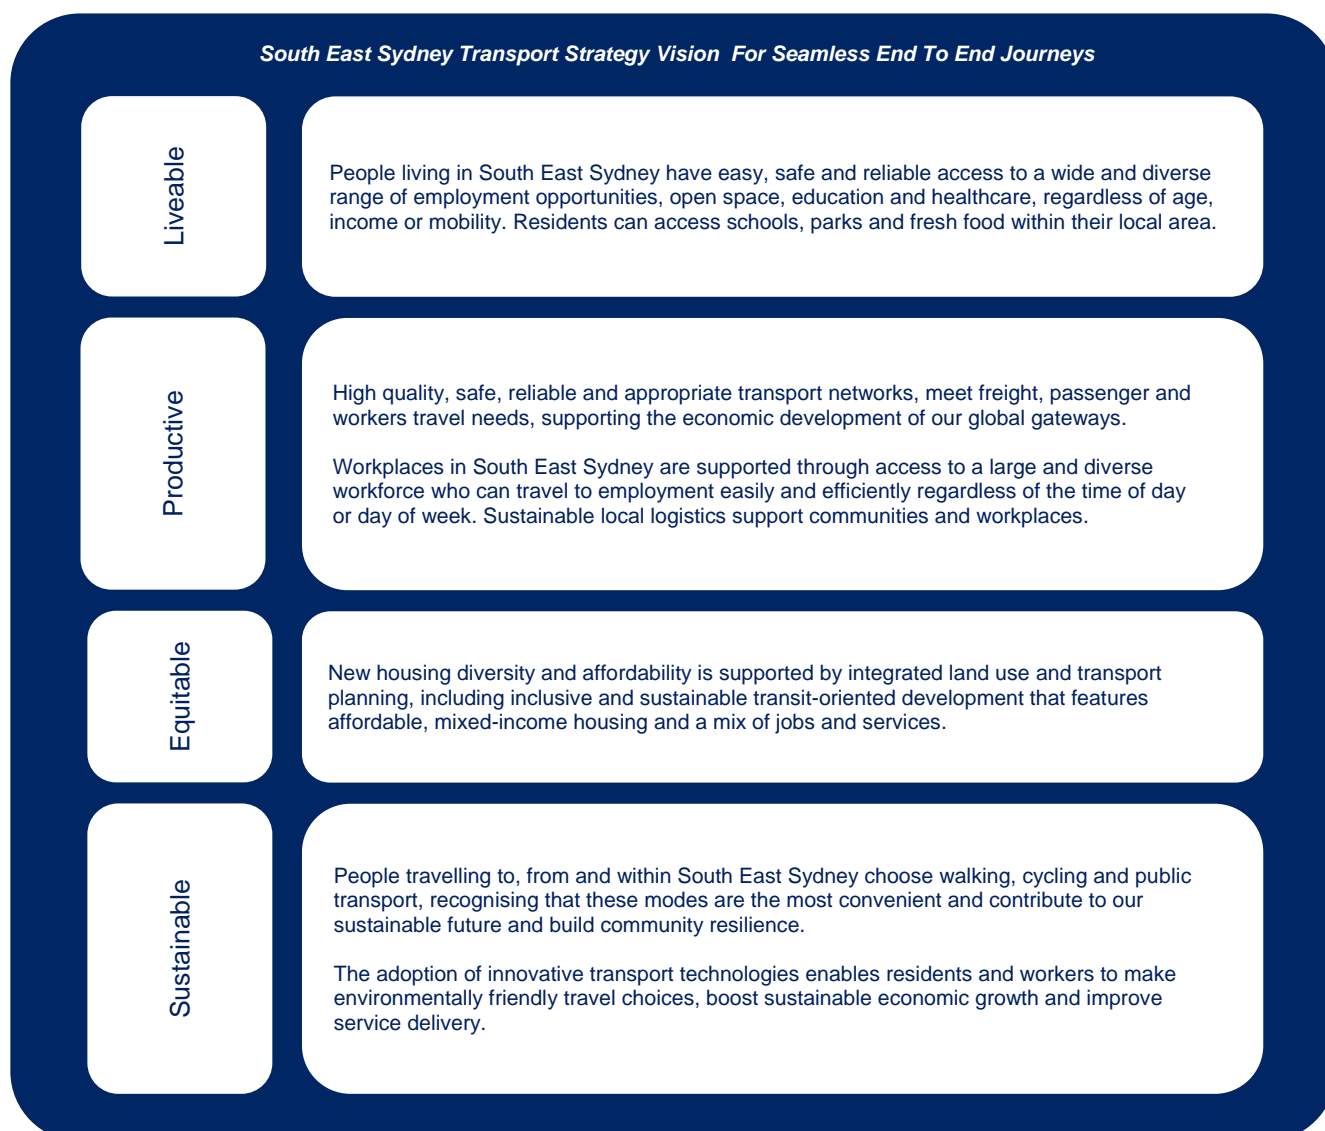 South East Sydney Transport Strategy Vision  For Seamless End To End Journeys
Liveable
People living in South East Sydney have easy, safe and reliable access to a wide and diverse
range of employment opportunities, open space, education and healthcare, regardless of age,
income or mobility. Residents can access schools, parks and fresh food within their local area.
Productive
High quality, safe, reliable and appropriate transport networks, meet freight, passenger and
workers travel needs, supporting the economic development of our global gateways.
Workplaces in South East Sydney are supported through access to a large and diverse
workforce who can travel to employment easily and efficiently regardless of the time of day
or day of week. Sustainable local logistics support communities and workplaces.
Equitable
New housing diversity and affordability is supported by integrated land use and transport
planning, including inclusive and sustainable transit-oriented development that features
affordable, mixed-income housing and a mix of jobs and services.
Sustainable
People travelling to, from and within South East Sydney choose walking, cycling and public
transport, recognising that these modes are the most convenient and contribute to our
sustainable future and build community resilience.
The adoption of innovative transport technologies enables residents and workers to make
environmentally friendly travel choices, boost sustainable economic growth and improve
service delivery.